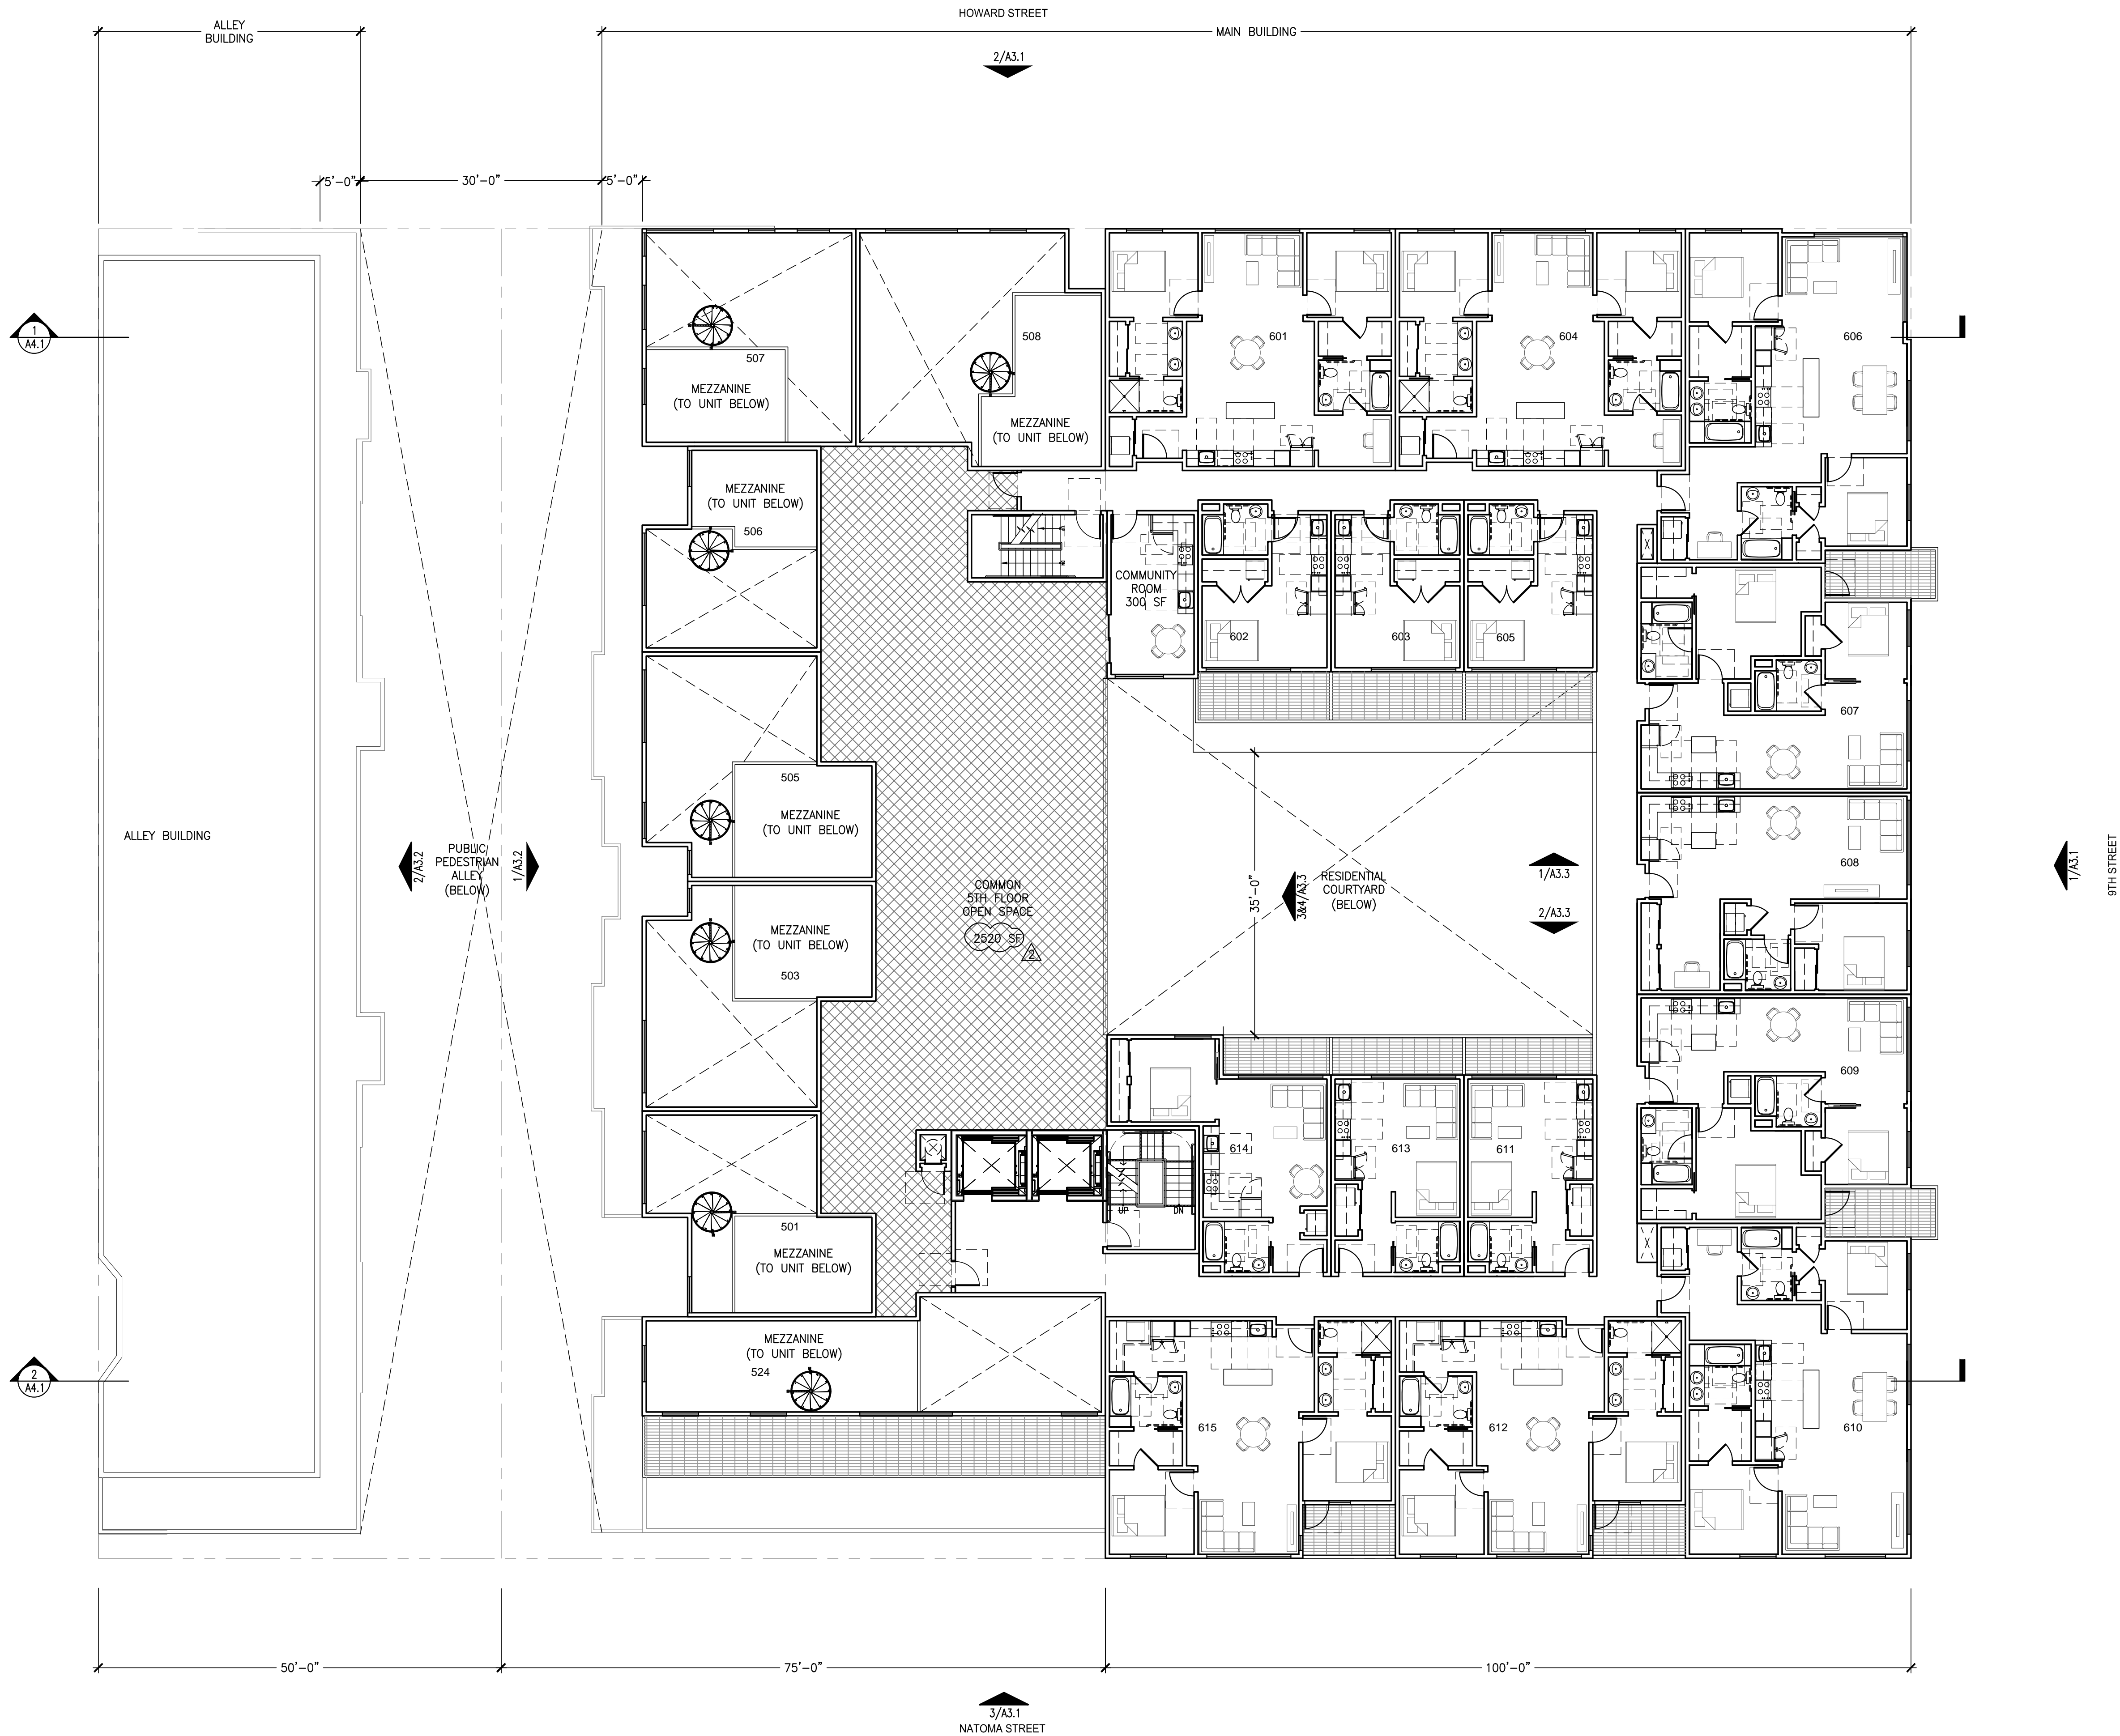 HOWARD STREET
ALLEY
BUILDING
MAIN BUILDING
2/A3.1
5'-0"
30'-0"
5'-0"
1
A4.1
507
MEZZANINE
(TO UNIT BELOW)
508
MEZZANINE
(TO UNIT BELOW)
601
604
606
MEZZANINE
(TO UNIT BELOW)
506
COMMUNITY
ROOM
300 SF
602
603
605
607
505
MEZZANINE
(TO UNIT BELOW)
ALLEY BUILDING
2/A3.2
PUBLIC
PEDESTRIAN
ALLEY
(BELOW)
1/A3.2
COMMON
5TH FLOOR
OPEN SPACE
2520 SF
2
35'-0"
3&4/A3.3
RESIDENTIAL
COURTYARD
(BELOW)
1/A3.3
2/A3.3
608
1/A3.1
9TH STREET
MEZZANINE
(TO UNIT BELOW)
503
609
614
613
611
UP
DN
501
MEZZANINE
(TO UNIT BELOW)
MEZZANINE
(TO UNIT BELOW)
524
2
A4.1
615
612
610
50'-0"
75'-0"
100'-0"
3/A3.1
NATOMA STREET